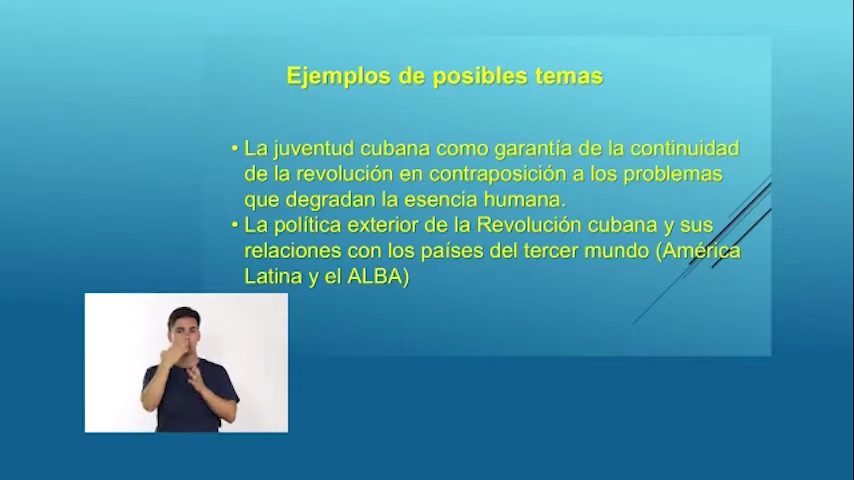 Ejemplos de posibles temas
• La juventud cubana como garantía de la continuidad
de la revolución en contraposición a los problemas
que degradan la esencia humana.
• La política exterior de la Revolución cubana y sus
relaciones con los países del tercer mundo (América
Latina y el ALBA)